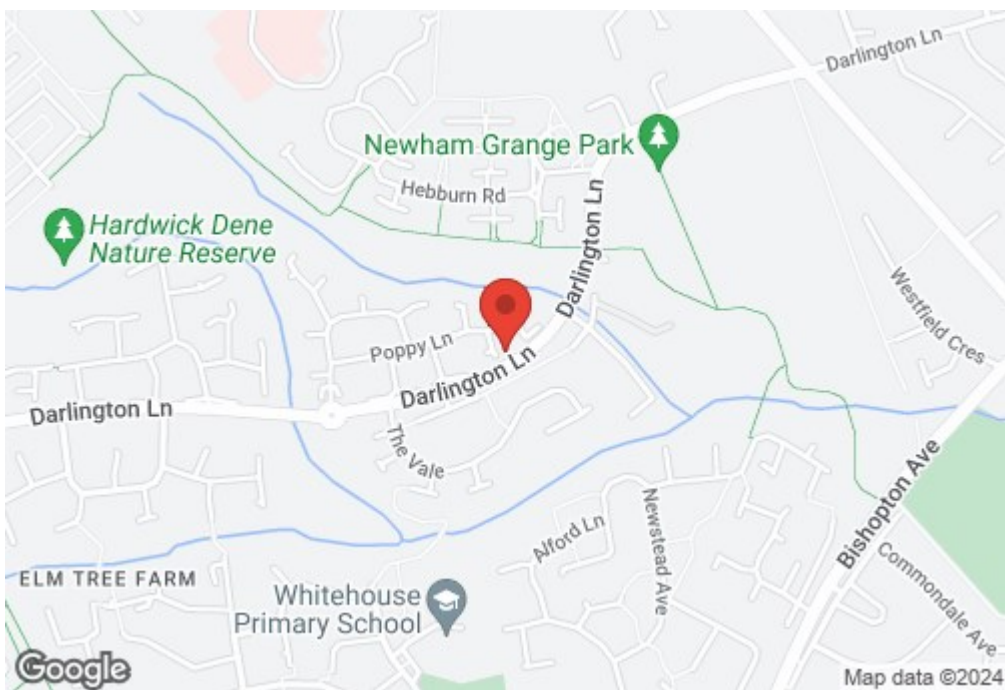 Darlington Ln
Newham Grange Park
Hebburn Rd
Darlington Ln
Hardwick Dene
Nature Reserve
Westfield Cres
Poppy Ln
Darlington Ln
Darlington Ln
The Vale
Bishopton Ave
Newstead Ave
Alford Ln
Commondale Ave
ELM TREE FARM
Whitehouse
Primary School
Google
Map data ©2024